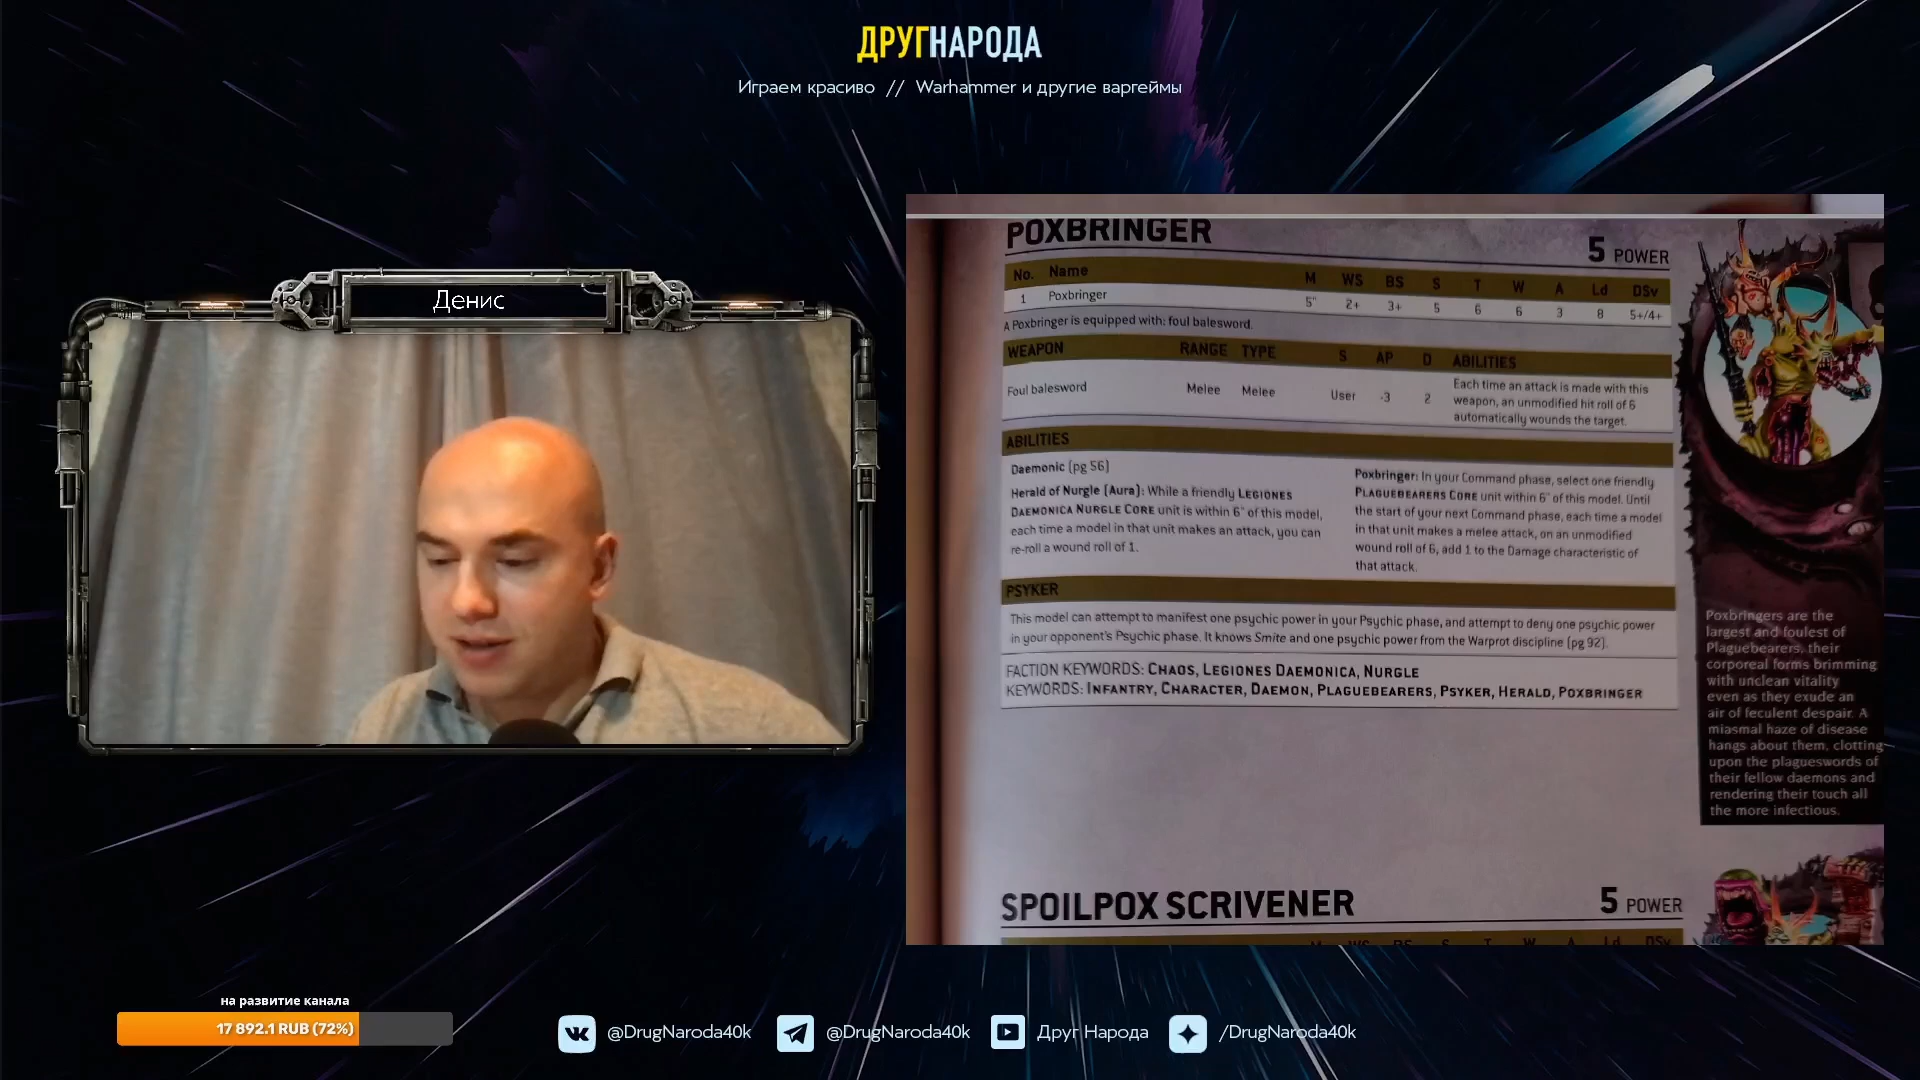 ДРУГНАРОДА
Играем красиво // Warhammer и другие варгеймы
Денис
POXBRINGER
5 POWER
No. Name M WS BS S T W A Ld DSv
1 Poxbringer 5" 2+ 3+ 5 6 6 3 8 5+/4+
A Poxbringer is equipped with: foul balesword.
WEAPON RANGE TYPE S AP D ABILITIES
Foul balesword Melee Melee User -3 2
Each time an attack is made with this
weapon, an unmodified hit roll of 6
automatically wounds the target.
ABILITIES
Daemonic (pg 56)
Herald of Nurgle (Aura): While a friendly LEGIONES
DAEMONICA NURGLE CORE unit is within 6" of this model,
each time a model in that unit makes an attack, you can
re-roll a wound roll of 1.
Poxbringer: In your Command phase, select one friendly
PLAGUEBEARERS CORE unit within 6" of this model. Until
the start of your next Command phase, each time a model
in that unit makes a melee attack, on an unmodified
wound roll of 6, add 1 to the Damage characteristic of
that attack.
PSYKER
This model can attempt to manifest one psychic power in your Psychic phase, and attempt to deny one psychic power
in your opponent's Psychic phase. It knows Smite and one psychic power from the Warprot discipline (pg 92).
FACTION KEYWORDS: CHAOS, LEGIONES DAEMONICA, NURGLE
KEYWORDS: INFANTRY, CHARACTER, DAEMON, PLAGUEBEARERS, PSYKER, HERALD, POXBRINGER
Poxbringers are the
largest and foulest of
Plaguebearers, their
corporeal forms brimming
with unclean vitality
even as they exude an
air of feculent despair. A
miasmal haze of disease
hangs about them, clotting
upon the plagueswords of
their fellow daemons and
rendering their touch all
the more infectious.
SPOILPOX SCRIVENER
5 POWER
M WS BS S T W A Ld DSv
на развитие канала
17 892.1 RUB (72%)
@DrugNaroda40k
@DrugNaroda40k
Друг Народа
/DrugNaroda40k